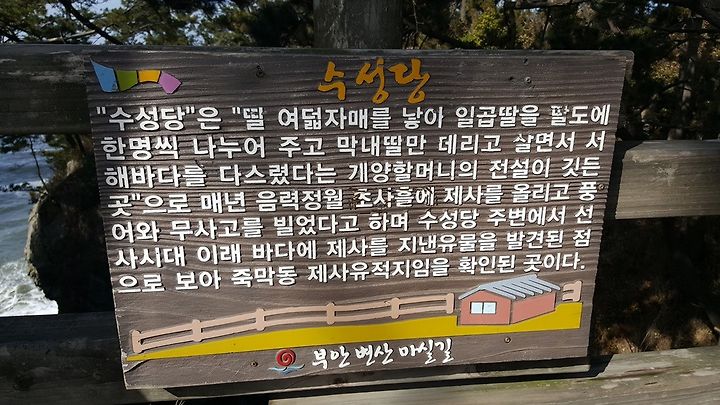 수성당
"수성당"은 "딸 여덟자매를 낳아 일곱딸을 팔도에
한명씩 나누어 주고 막내딸만 데리고 살면서 서
해바다를 다스렸다는 개양할머니의 전설이 깃든
곳"으로 매년 음력정월 초사흘에 제사를 올리고 풍
어와 무사고를 빌었다고 하며 수성당 주변에서 선
사시대 이래 바다에 제사를 지낸유물을 발견된 점
으로 보아 죽막동 제사유적지임을 확인된 곳이다.
부안 변산 마실길